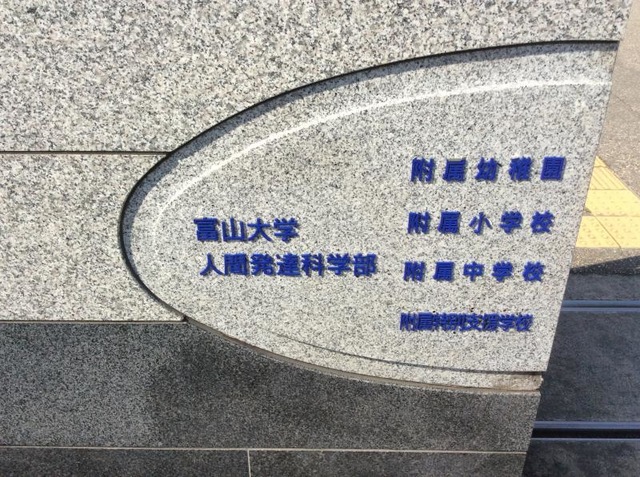 富山大学
人間発達科学部
附属幼稚園
附属小学校
附属中学校
附属特別支援学校